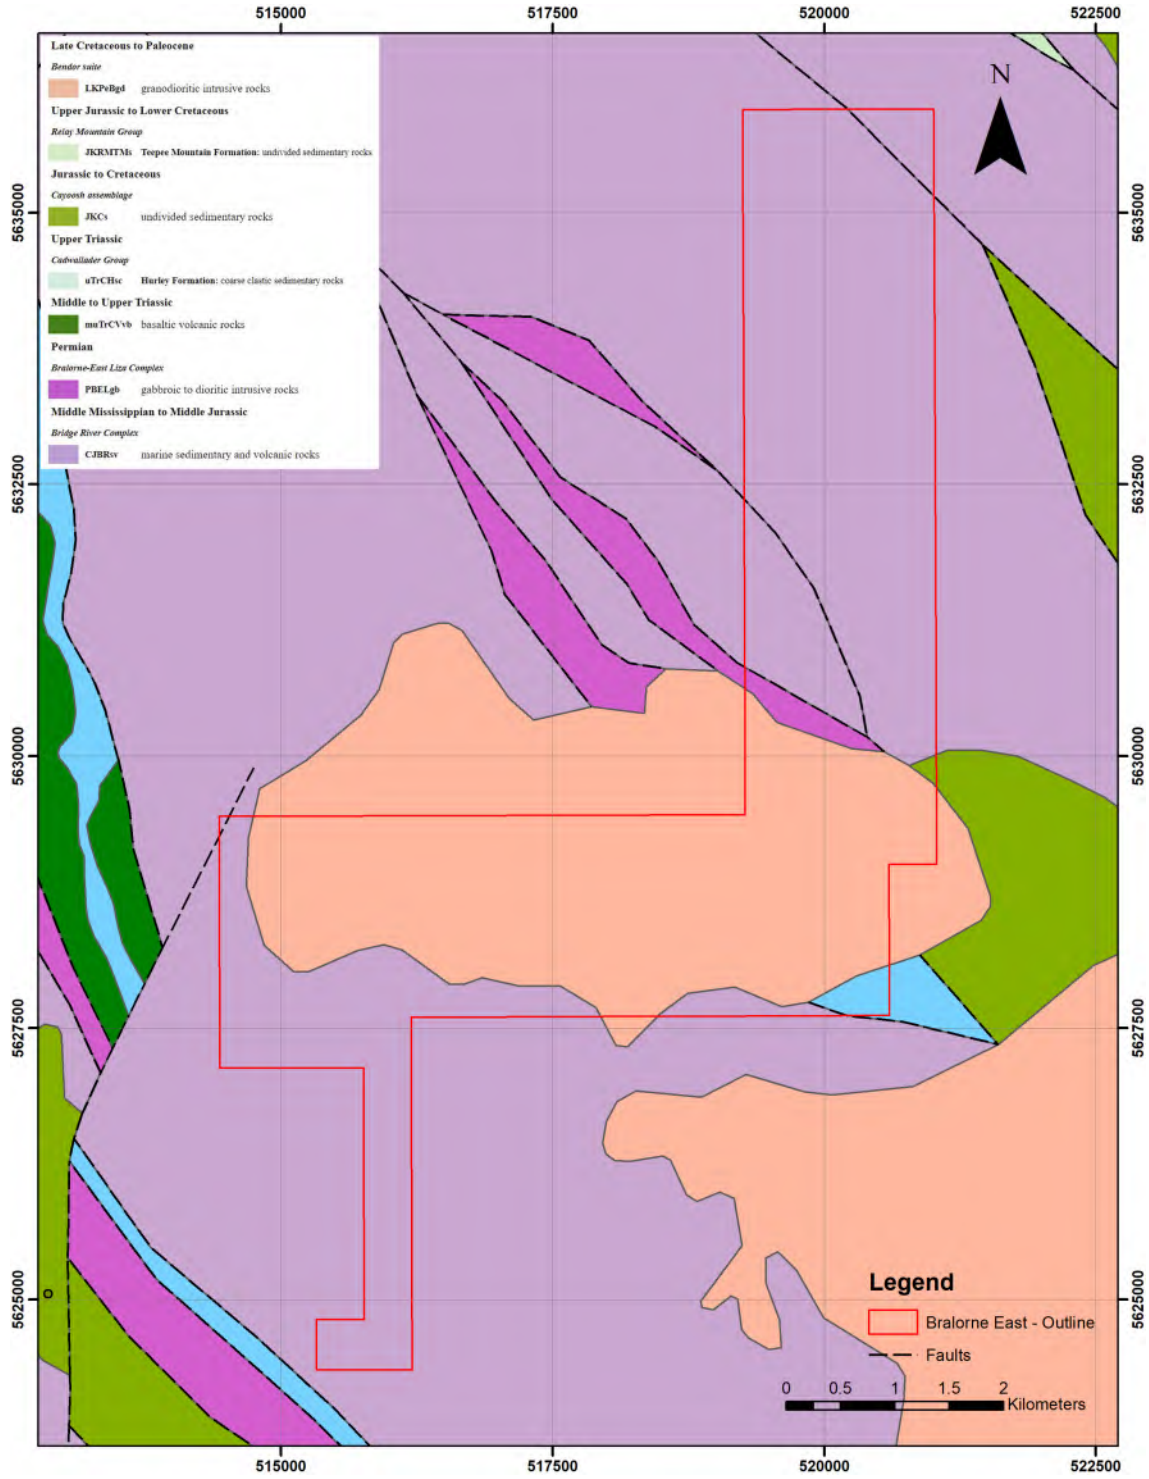 515000 517500 520000 522500
Late Cretaceous to Paleocene
Bendor suite
LKPeBgd granodioritic intrusive rocks
Upper Jurassic to Lower Cretaceous
Relay Mountain Group
JKRMTMs Teepee Mountain Formation: undivided sedimentary rocks
Jurassic to Cretaceous
Cayoosh assemblage
JKCs undivided sedimentary rocks
Upper Triassic
Cadwallader Group
uTrCHsc Hurley Formation: coarse clastic sedimentary rocks
Middle to Upper Triassic
muTrCVvb basaltic volcanic rocks
Permian
Bralorne-East Liza Complex
PBELgb gabbroic to dioritic intrusive rocks
Middle Mississippian to Middle Jurassic
Bridge River Complex
CJBRsv marine sedimentary and volcanic rocks
N
5635000 5635000
5632500 5632500
5630000 5630000
5627500 5627500
5625000 5625000
Legend
Bralorne East - Outline
Faults
0 0.5 1 1.5 2
Kilometers
515000 517500 520000 522500